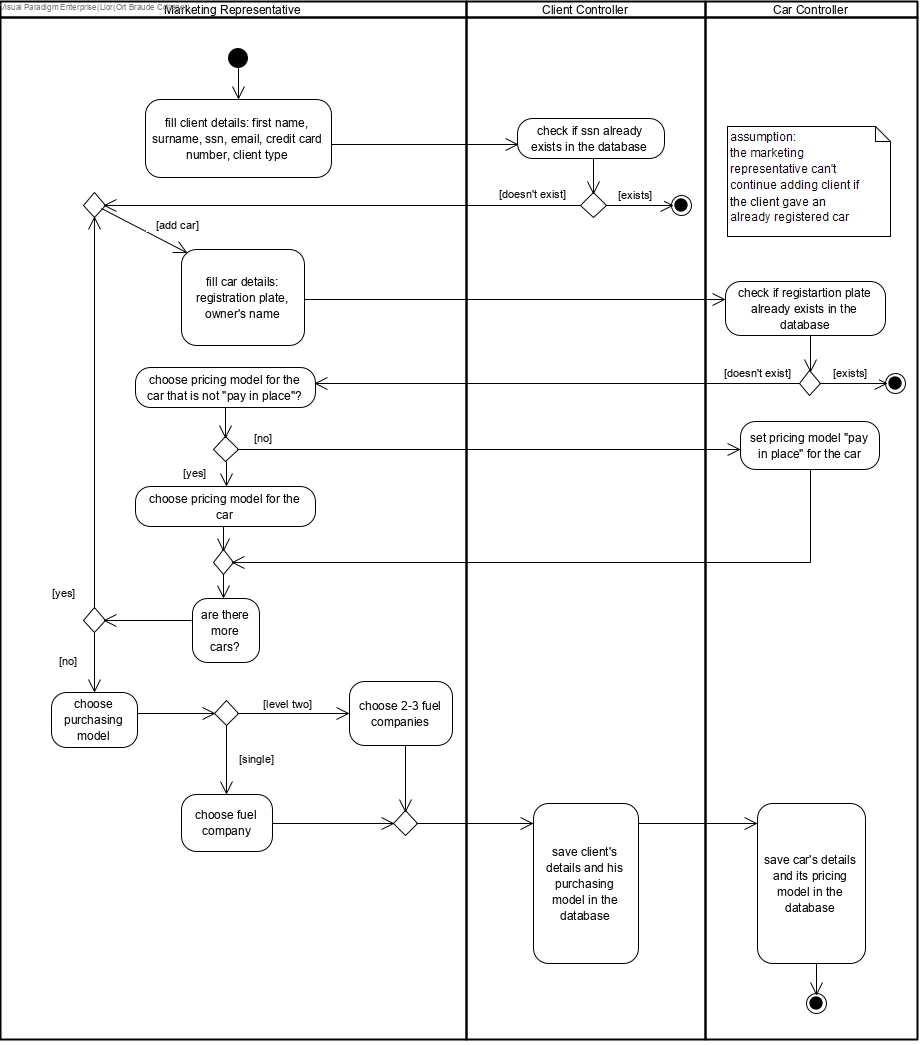 Visual Paradigm Enterprise(Lior(Ort Braude
Marketing Representative
Client Controller
Car Controller
fill client details: first name,
surname, ssn, email, credit card
number, client type
check if ssn already
exists in the database
assumption:
the marketing
representative can't
continue adding client if
the client gave an
already registered car
[doesn't exist]
[exists]
[add car]
fill car details:
registration plate,
owner's name
check if registartion plate
already exists in the
database
choose pricing model for the
car that is not "pay in place"?
[doesn't exist]
[exists]
[no]
set pricing model "pay
in place" for the car
[yes]
choose pricing model for the
car
[yes]
are there
more
cars?
[no]
choose
purchasing
model
[level two]
choose 2-3 fuel
companies
[single]
choose fuel
company
save client's
details and his
purchasing
model in the
database
save car's details
and its pricing
model in the
database